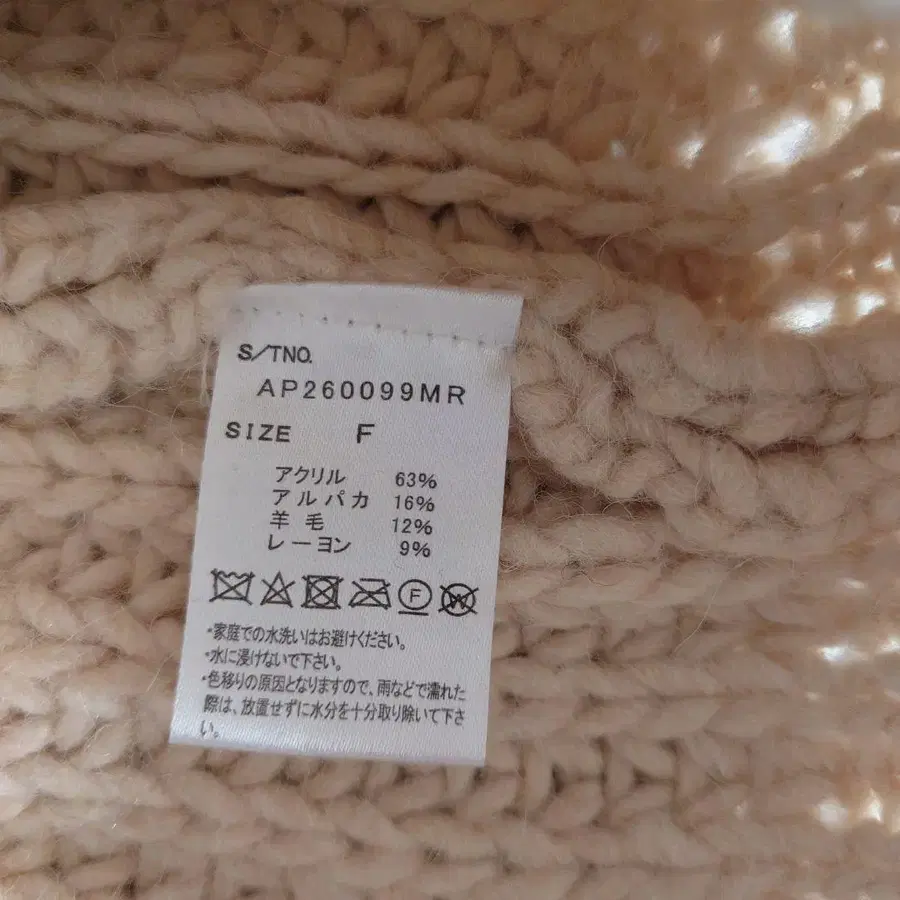 S/TNO.
AP260099MR
SIZE F
アクリル 63%
アルパカ 16%
羊毛 12%
レーヨン 9%
F W
・家庭での水洗いはお避けください。
・水に浸けないで下さい。
・色移りの原因となりますので、雨などで濡れた
際は、放置せずに水分を十分取り除いて下さ
い。